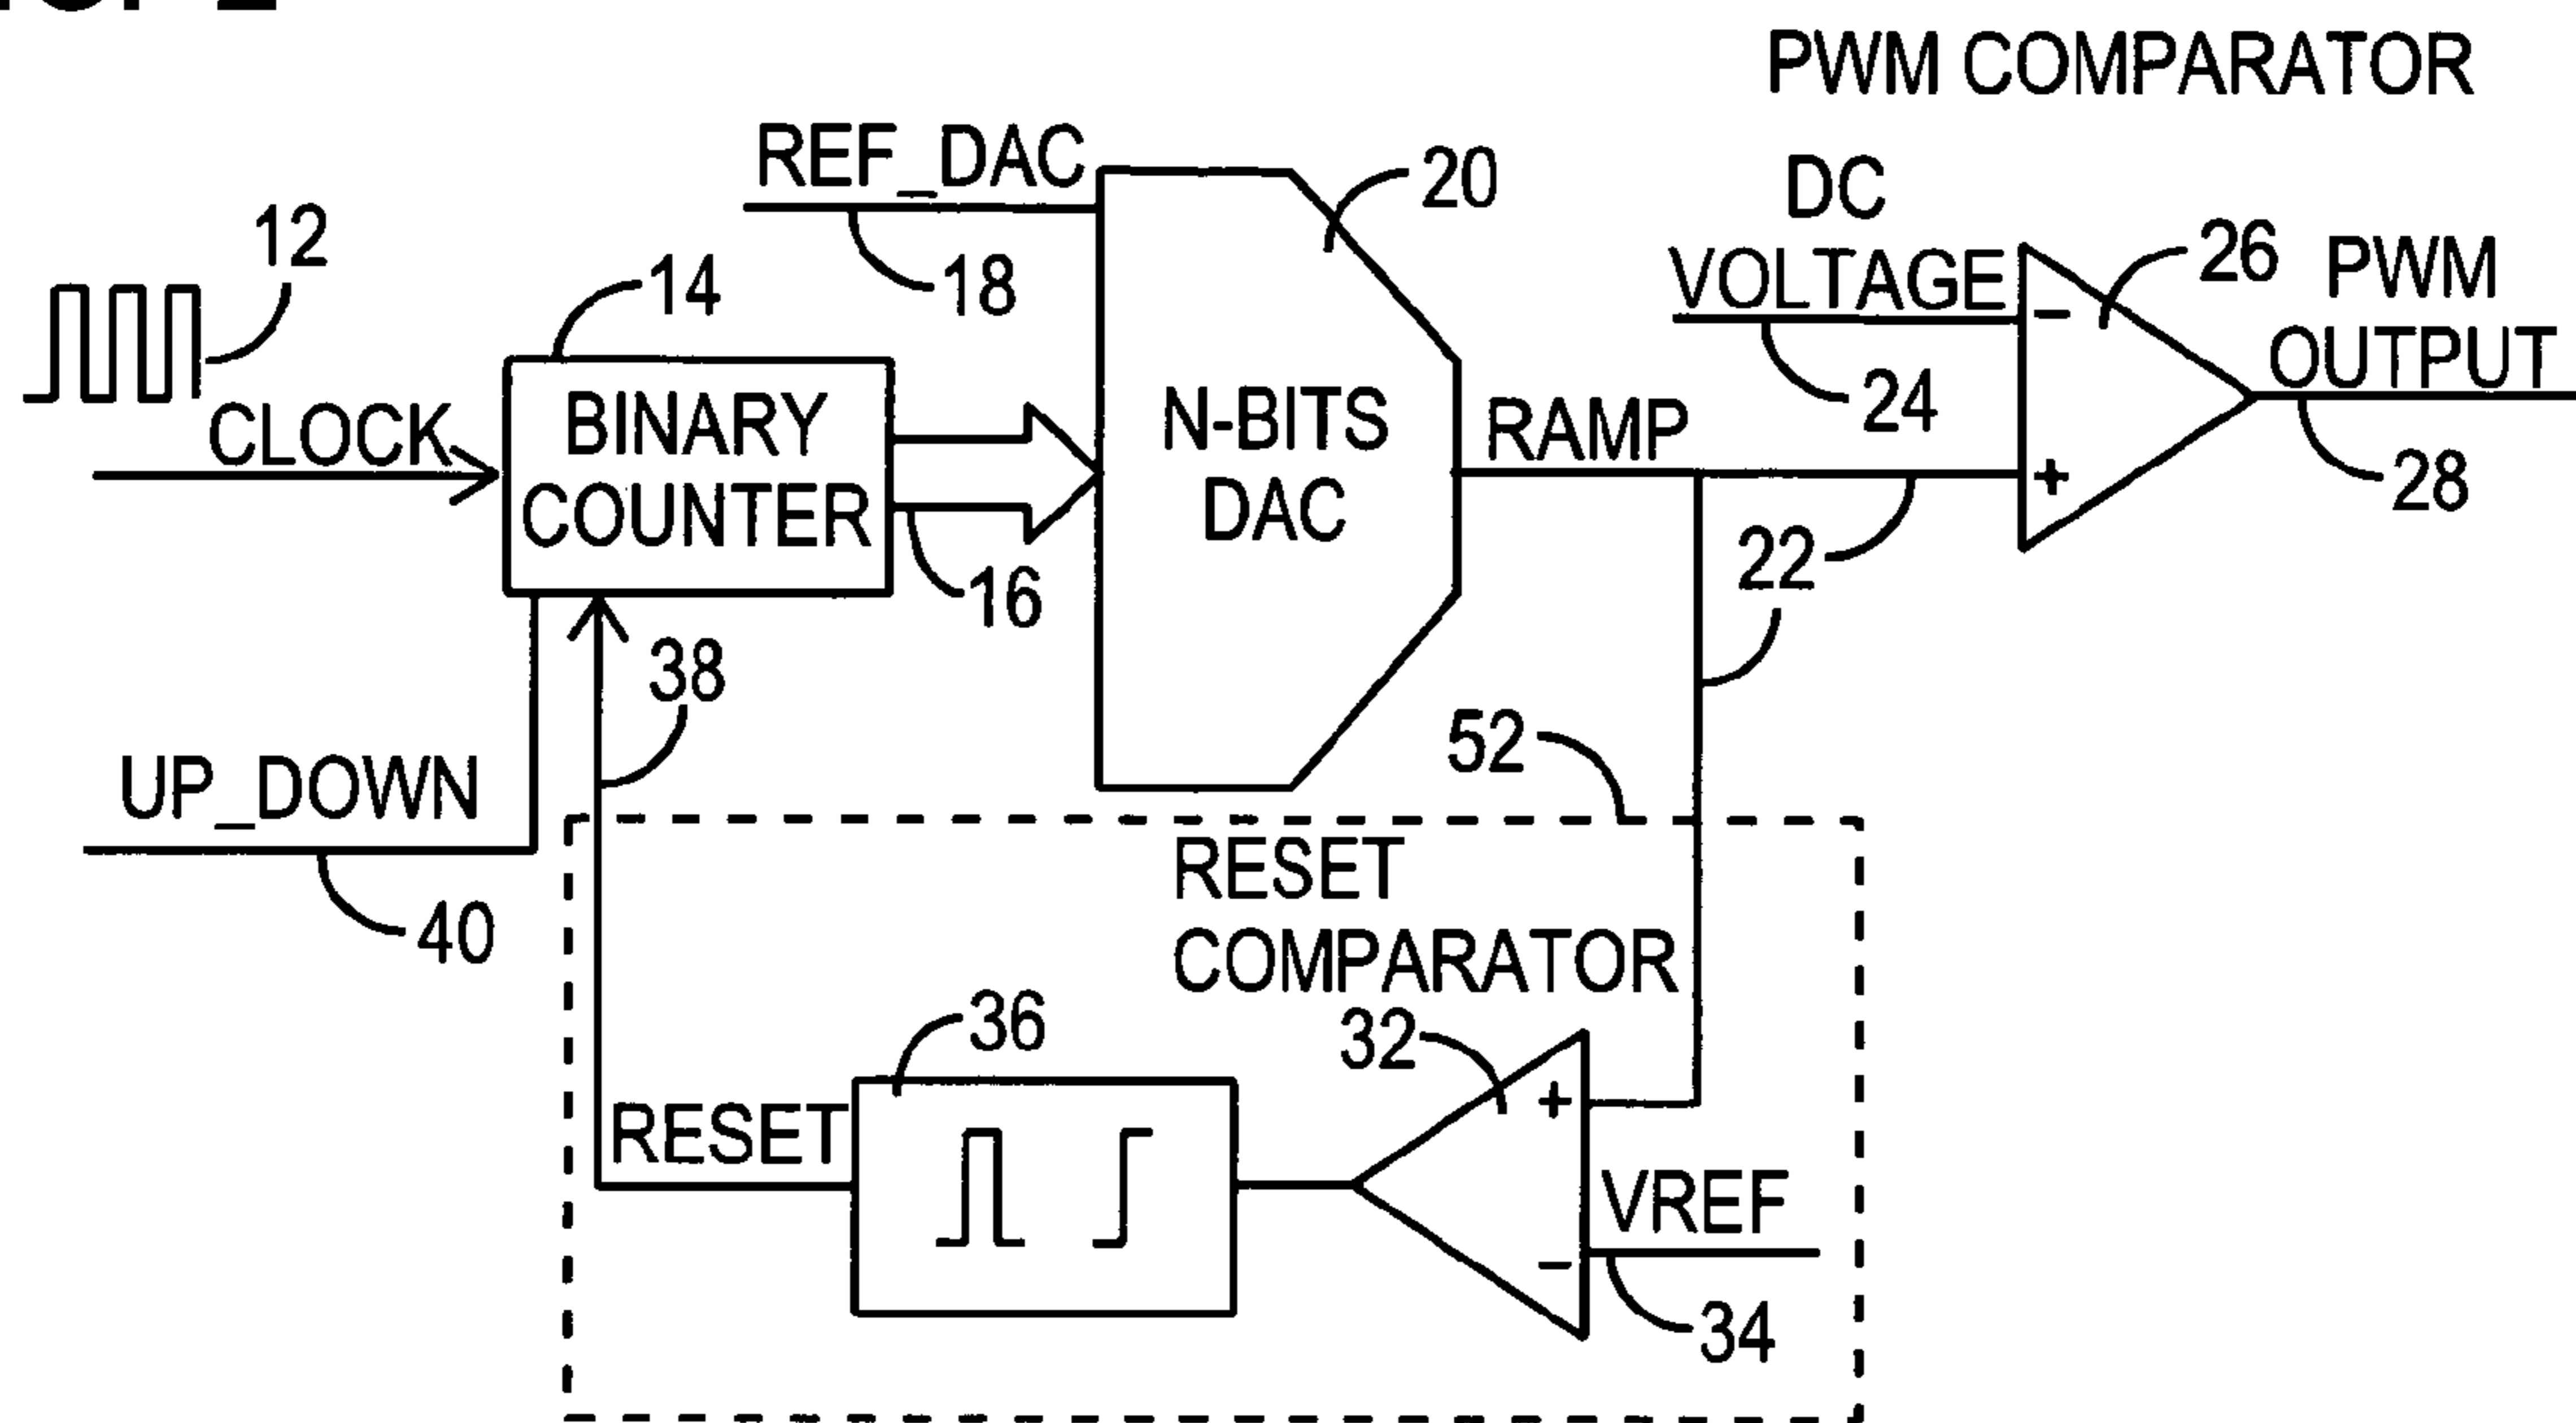 PWM COMPARATOR
REF_DAC
20
DC
VOLTAGE
12
14
18
26
PWM
OUTPUT
CLOCK
BINARY
COUNTER
N-BITS
DAC
RAMP
24
-
+
28
16
22
38
52
UP_DOWN
40
RESET
COMPARATOR
36
32
+
RESET
VREF
-
34